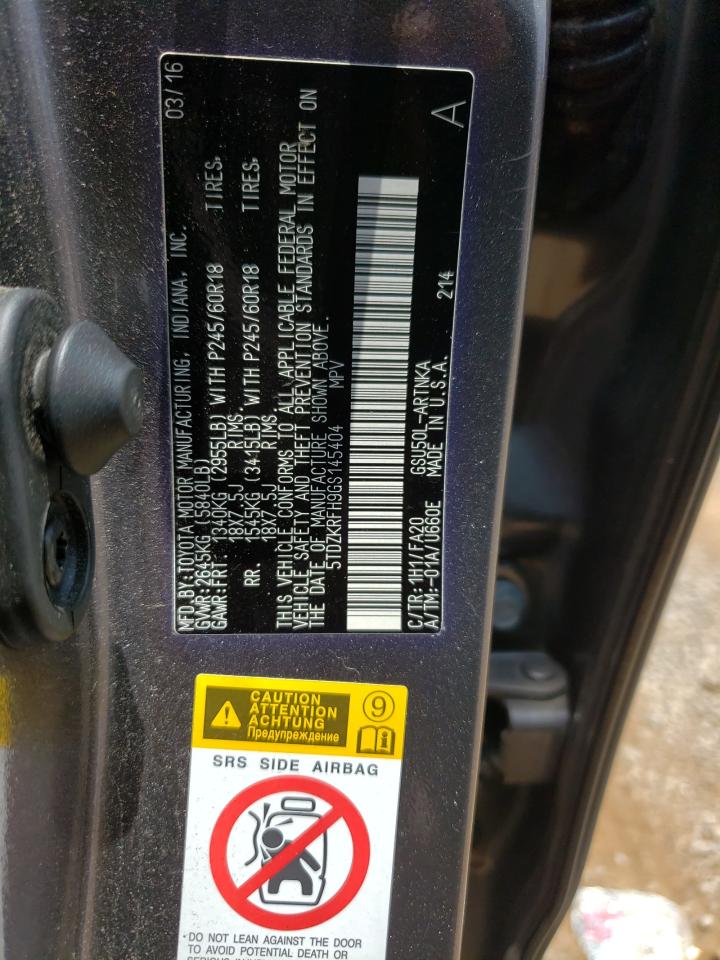 MFD. BY: TOYOTA MOTOR MANUFACTURING, INDIANA, INC. 03/16
GVWR: 2645KG (5840LB)
GAWR: FRT 1340KG (2955LB) WITH P245/60R18 TIRES,
18X7.5J RIMS.
RR. 1545KG (3415LB) WITH P245/60R18 TIRES,
18X7.5J RIMS.
THIS VEHICLE CONFORMS TO ALL APPLICABLE FEDERAL MOTOR
VEHICLE SAFETY AND THEFT PREVENTION STANDARDS IN EFFECT ON
THE DATE OF MANUFACTURE SHOWN ABOVE.
5TDZKRFH9GS145404 MPV
C/TR: 1H1/FA20 GSU50L-ARTNKA
A/TM: -01A/U660E MADE IN U.S.A. 214 A
CAUTION
ATTENTION
ACHTUNG
Предупреждение
9
SRS SIDE AIRBAG
DO NOT LEAN AGAINST THE DOOR
TO AVOID POTENTIAL DEATH OR